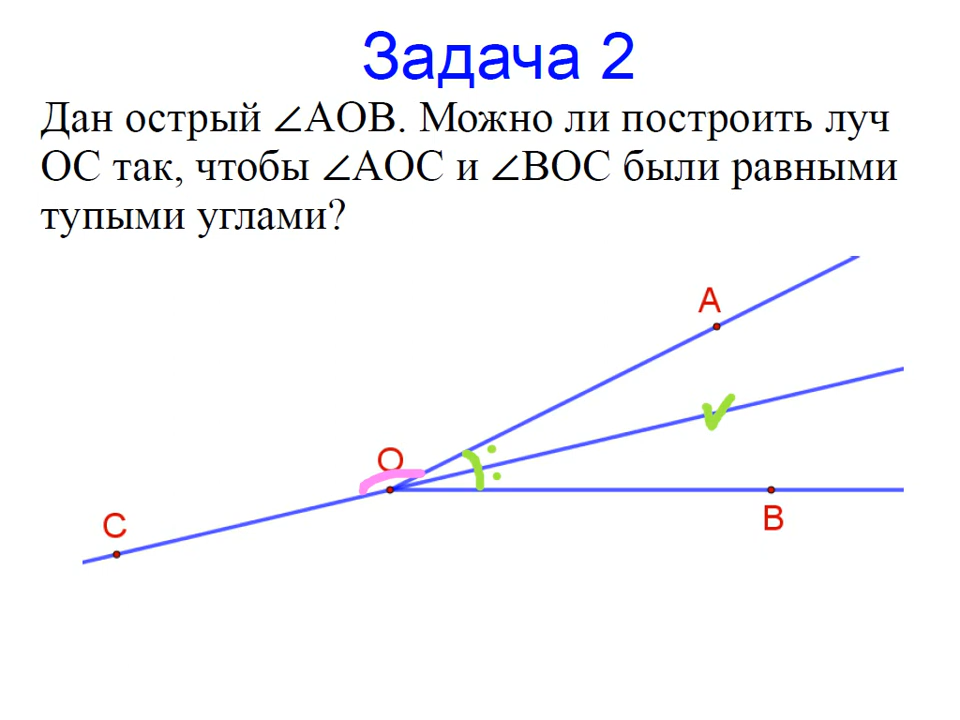 Задача 2
Дан острый ∠AOB. Можно ли построить луч
OC так, чтобы ∠AOC и ∠BOC были равными
тупыми углами?
A
O
C
B